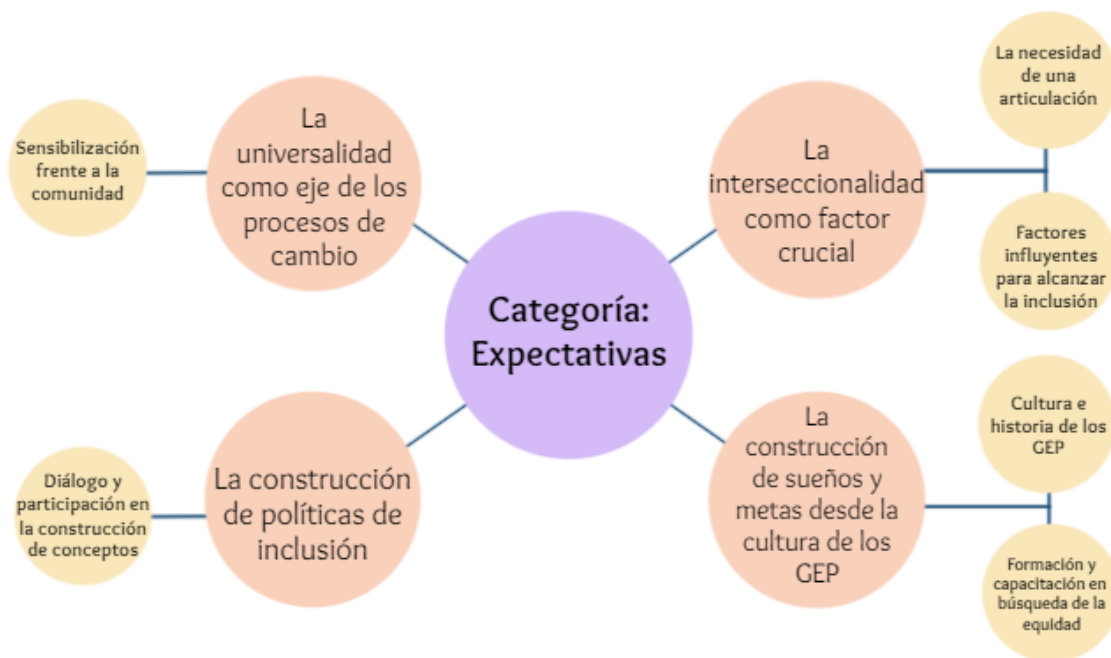 La necesidad
de una
articulación
La
universalidad
como eje de los
procesos de
cambio
Sensibilización
frente a la
comunidad
La
interseccionalidad
como factor
crucial
Factores
influyentes
para alcanzar
la inclusión
Categoría:
Expectativas
Cultura e
historia de los
GEP
La construcción
de políticas de
inclusión
Diálogo y
participación en
la construcción
de conceptos
La
construcción
de sueños y
metas desde la
cultura de los
GEP
Formación y
capacitación en
búsqueda de la
equidad